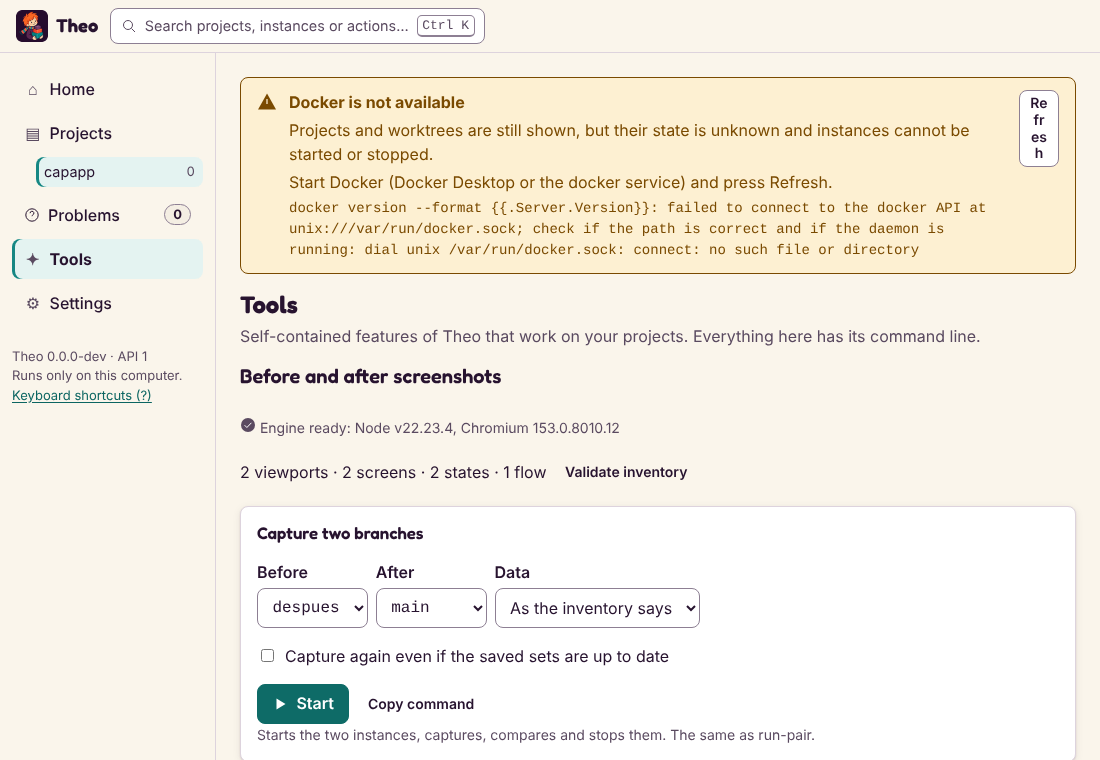 Theo
Search projects, instances or actions...
Ctrl K
Home
Projects
capapp 0
Problems 0
Tools
Settings
Theo 0.0.0-dev · API 1
Runs only on this computer.
Keyboard shortcuts (?)
Docker is not available
Projects and worktrees are still shown, but their state is unknown and instances cannot be
started or stopped.
Start Docker (Docker Desktop or the docker service) and press Refresh.
docker version --format {{.Server.Version}}: failed to connect to the docker API at
unix:///var/run/docker.sock; check if the path is correct and if the daemon is
running: dial unix /var/run/docker.sock: connect: no such file or directory
Re
fr
es
h
Tools
Self-contained features of Theo that work on your projects. Everything here has its command line.
Before and after screenshots
Engine ready: Node v22.23.4, Chromium 153.0.8010.12
2 viewports · 2 screens · 2 states · 1 flow Validate inventory
Capture two branches
Before After Data
despues main As the inventory says
Capture again even if the saved sets are up to date
Start Copy command
Starts the two instances, captures, compares and stops them. The same as run-pair.